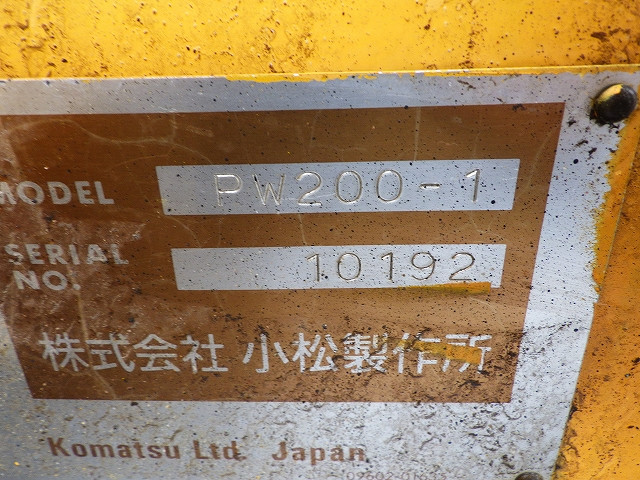 MODEL PW200-1
SERIAL NO. 10192
株式会社 小松製作所
Komatsu Ltd. Japan